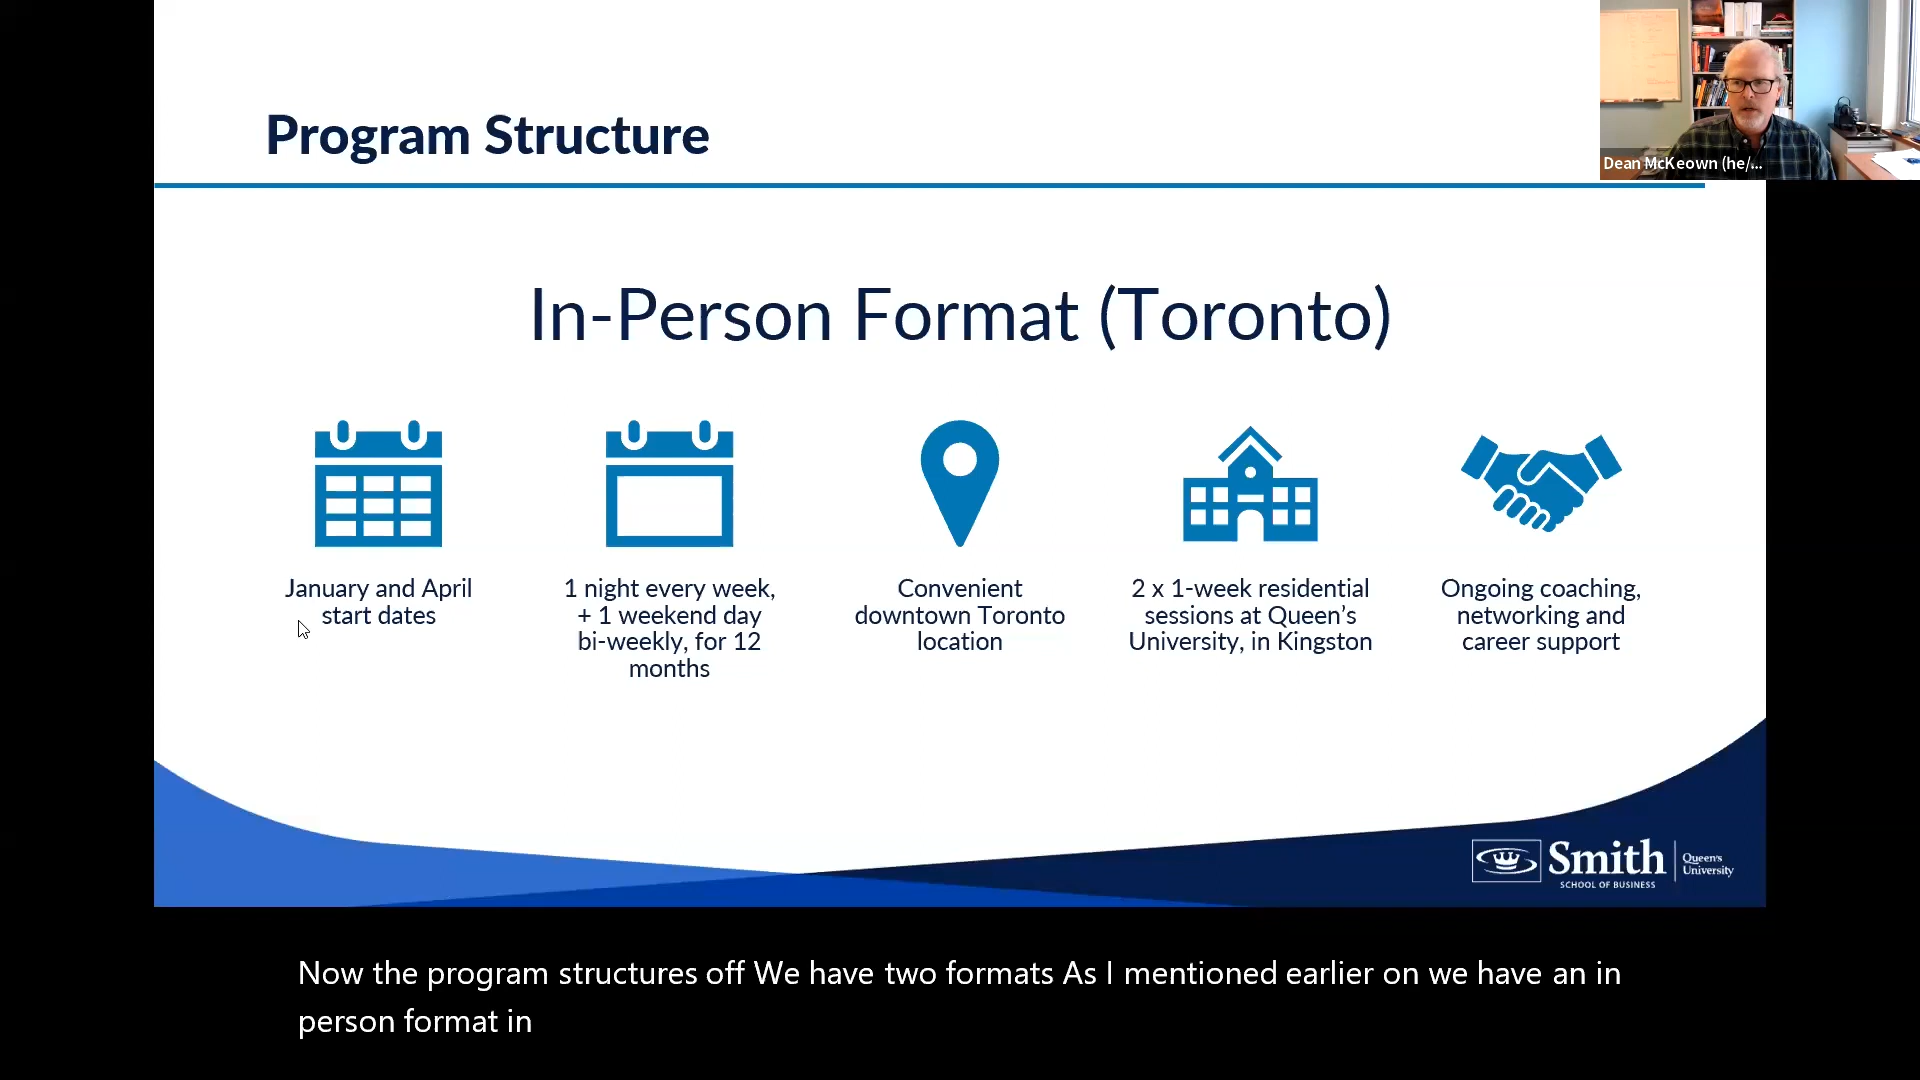 Program Structure
Dean McKeown (he/...
In-Person Format (Toronto)
January and April
start dates
1 night every week,
+ 1 weekend day
bi-weekly, for 12
months
Convenient
downtown Toronto
location
2 x 1-week residential
sessions at Queen’s
University, in Kingston
Ongoing coaching,
networking and
career support
Smith
SCHOOL OF BUSINESS
Queen's
University
Now the program structures off We have two formats As I mentioned earlier on we have an in
person format in